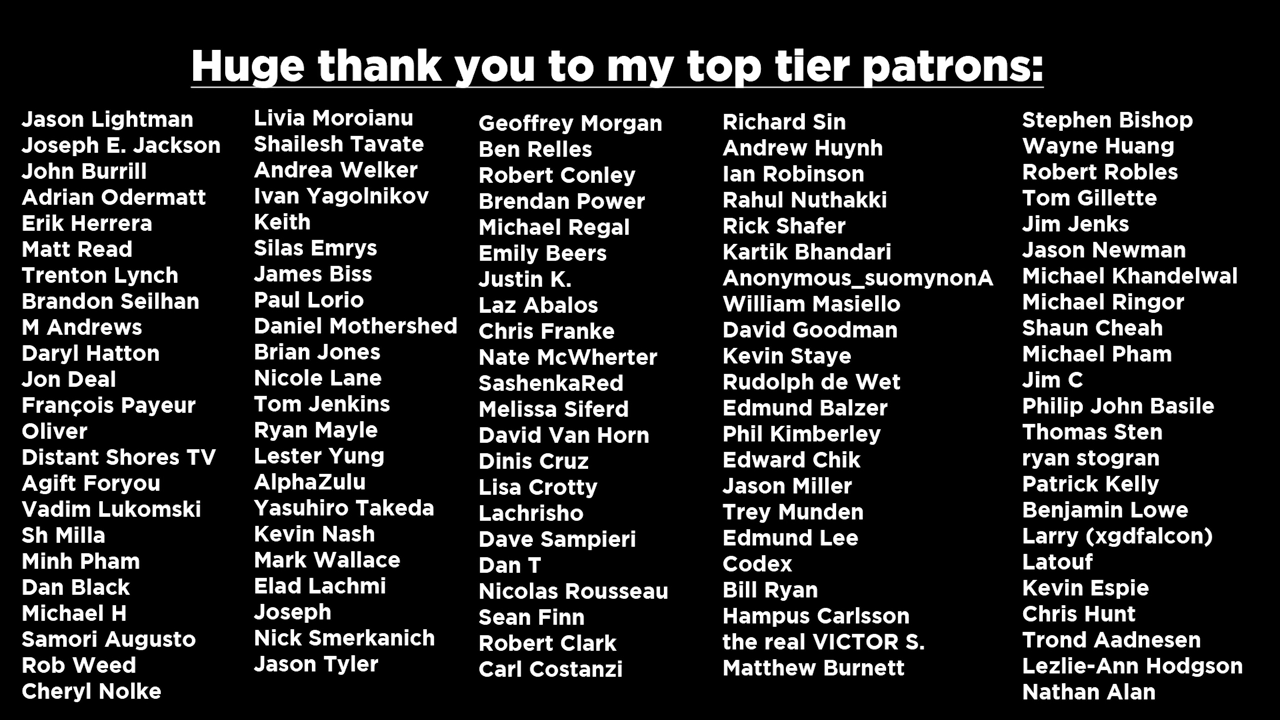 Huge thank you to my top tier patrons:
Jason Lightman
Joseph E. Jackson
John Burrill
Adrian Odermatt
Erik Herrera
Matt Read
Trenton Lynch
Brandon Seilhan
M Andrews
Daryl Hatton
Jon Deal
François Payeur
Oliver
Distant Shores TV
Agift Foryou
Vadim Lukomski
Sh Milla
Minh Pham
Dan Black
Michael H
Samori Augusto
Rob Weed
Cheryl Nolke
Livia Moroianu
Shailesh Tavate
Andrea Welker
Ivan Yagolnikov
Keith
Silas Emrys
James Biss
Paul Lorio
Daniel Mothershed
Brian Jones
Nicole Lane
Tom Jenkins
Ryan Mayle
Lester Yung
AlphaZulu
Yasuhiro Takeda
Kevin Nash
Mark Wallace
Elad Lachmi
Joseph
Nick Smerkanich
Jason Tyler
Geoffrey Morgan
Ben Relles
Robert Conley
Brendan Power
Michael Regal
Emily Beers
Justin K.
Laz Abalos
Chris Franke
Nate McWherter
SashenkaRed
Melissa Siferd
David Van Horn
Dinis Cruz
Lisa Crotty
Lachrisho
Dave Sampieri
Dan T
Nicolas Rousseau
Sean Finn
Robert Clark
Carl Costanzi
Richard Sin
Andrew Huynh
Ian Robinson
Rahul Nuthakki
Rick Shafer
Kartik Bhandari
Anonymous_suomynonA
William Masiello
David Goodman
Kevin Staye
Rudolph de Wet
Edmund Balzer
Phil Kimberley
Edward Chik
Jason Miller
Trey Munden
Edmund Lee
Codex
Bill Ryan
Hampus Carlsson
the real VICTOR S.
Matthew Burnett
Stephen Bishop
Wayne Huang
Robert Robles
Tom Gillette
Jim Jenks
Jason Newman
Michael Khandelwal
Michael Ringor
Shaun Cheah
Michael Pham
Jim C
Philip John Basile
Thomas Sten
ryan stogran
Patrick Kelly
Benjamin Lowe
Larry (xgdfalcon)
Latouf
Kevin Espie
Chris Hunt
Trond Aadnesen
Lezlie-Ann Hodgson
Nathan Alan